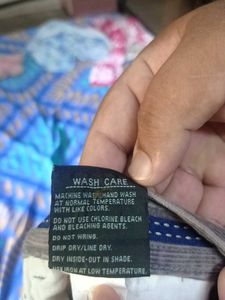 WASH CARE
MACHINE WASH/HAND WASH
AT NORMAL TEMPERATURE
WITH LIKE COLORS.
DO NOT USE CHLORINE BLEACH
AND BLEACHING AGENTS.
DO NOT WRING.
DRIP DRY/LINE DRY.
DRY INSIDE-OUT IN SHADE.
IRON AT LOW TEMPERATURE.